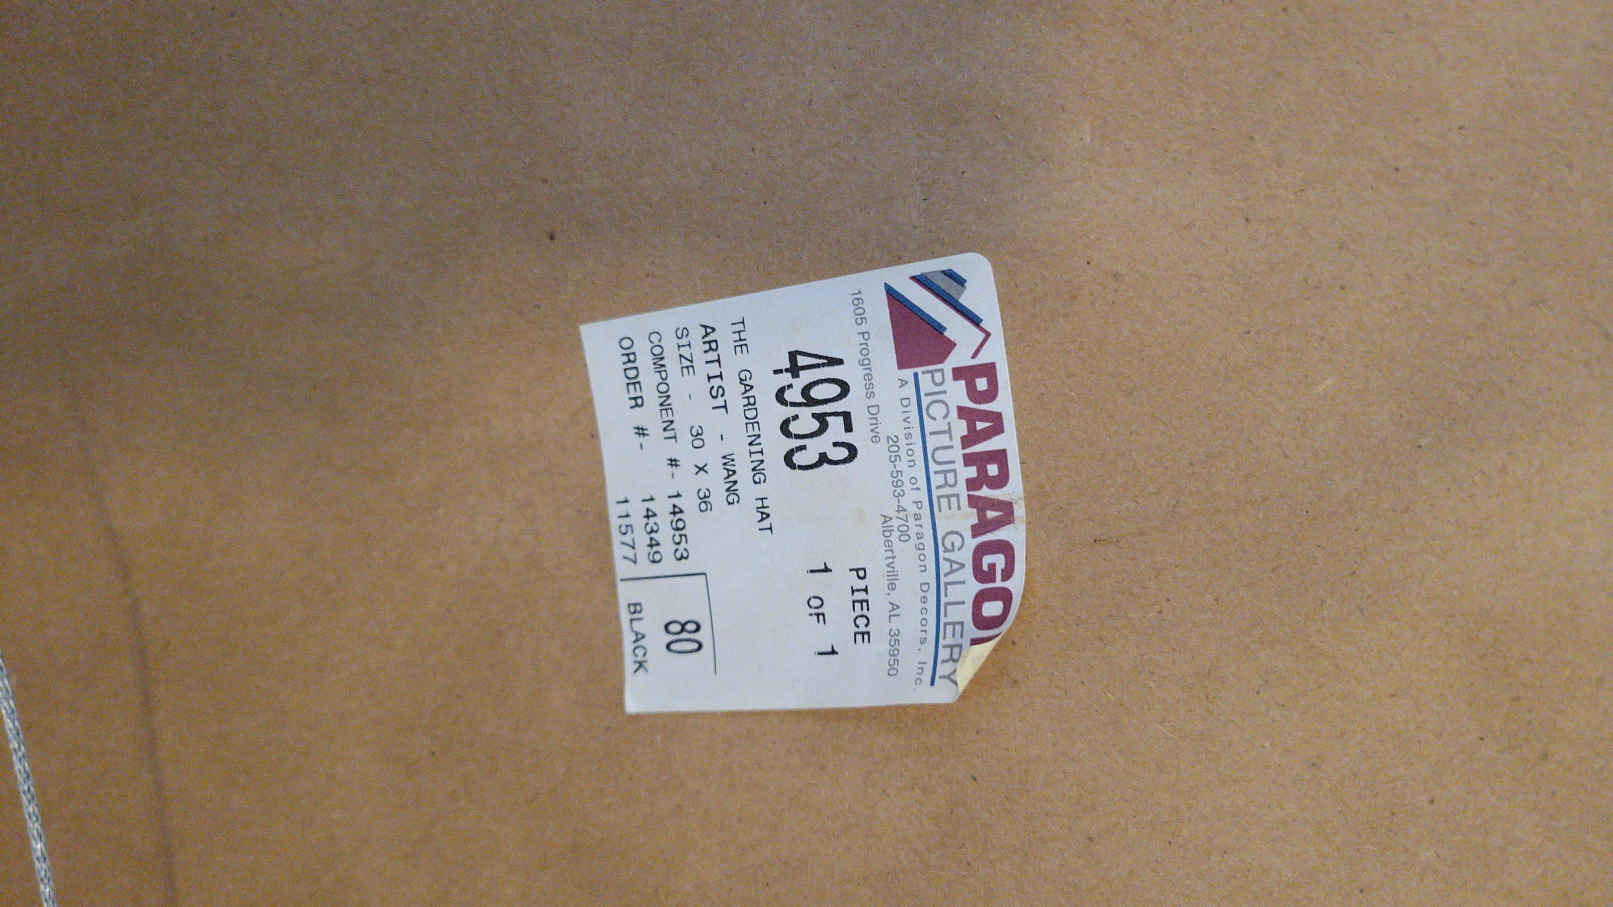 PARAGO
PICTURE GALLERY
A Division of Paragon Decors, Inc.
205-593-4700
1605 Progress Drive
Albertville, AL 35950
4953
PIECE
1 OF 1
THE GARDENING HAT
ARTIST - WANG
SIZE - 30 X 36
COMPONENT #- 14953
14349
ORDER #- 11577
80
BLACK